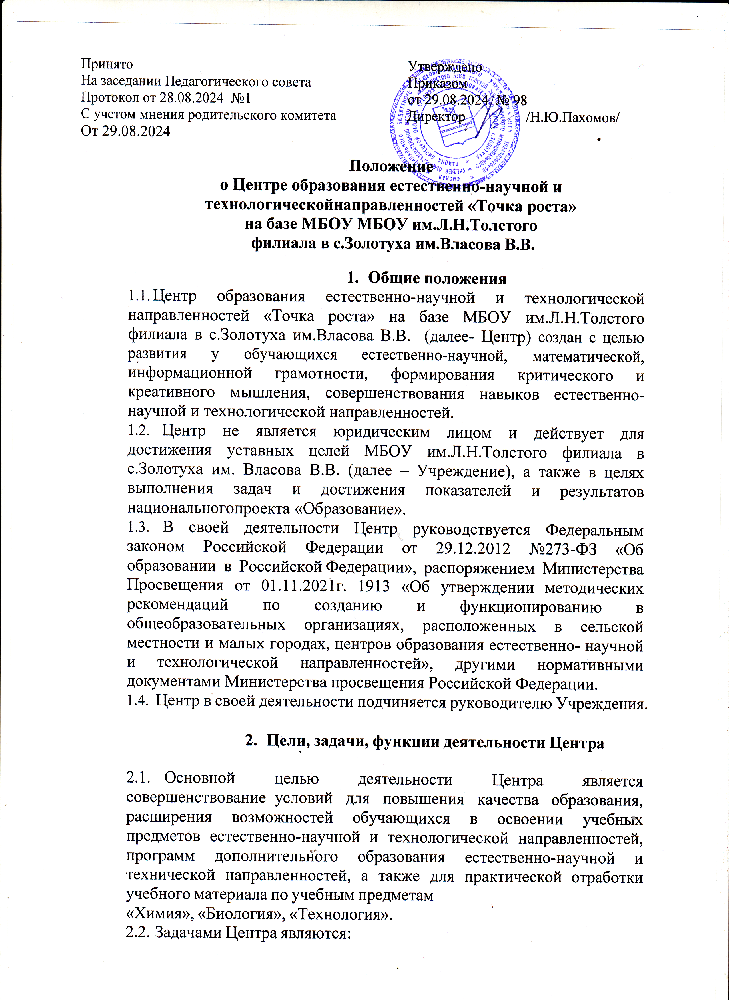 Принято
На заседании Педагогического совета
Протокол от 28.08.2024 №1
С учетом мнения родительского комитета
От 29.08.2024
Утверждено
Приказом
от 29.08.2024 № 98
Директор /Н.Ю.Пахомов/
Положение
о Центре образования естественно-научной и
технологическойнаправленностей «Точка роста»
на базе МБОУ МБОУ им.Л.Н.Толстого
филиала в с.Золотуха им.Власова В.В.
1. Общие положения
1.1. Центр образования естественно-научной и технологической
направленностей «Точка роста» на базе МБОУ им.Л.Н.Толстого
филиала в с.Золотуха им.Власова В.В. (далее- Центр) создан с целью
развития у обучающихся естественно-научной, математической,
информационной грамотности, формирования критического и
креативного мышления, совершенствования навыков естественно-
научной и технологической направленностей.
1.2. Центр не является юридическим лицом и действует для
достижения уставных целей МБОУ им.Л.Н.Толстого филиала в
с.Золотуха им. Власова В.В. (далее – Учреждение), а также в целях
выполнения задач и достижения показателей и результатов
национальногопроекта «Образование».
1.3. В своей деятельности Центр руководствуется Федеральным
законом Российской Федерации от 29.12.2012 №273-ФЗ «Об
образовании в Российской Федерации», распоряжением Министерства
Просвещения от 01.11.2021г. 1913 «Об утверждении методических
рекомендаций по созданию и функционированию в
общеобразовательных организациях, расположенных в сельской
местности и малых городах, центров образования естественно- научной
и технологической направленностей», другими нормативными
документами Министерства просвещения Российской Федерации.
1.4. Центр в своей деятельности подчиняется руководителю Учреждения.
2. Цели, задачи, функции деятельности Центра
2.1. Основной целью деятельности Центра является
совершенствование условий для повышения качества образования,
расширения возможностей обучающихся в освоении учебных
предметов естественно-научной и технологической направленностей,
программ дополнительного образования естественно-научной и
технической направленностей, а также для практической отработки
учебного материала по учебным предметам
«Химия», «Биология», «Технология».
2.2. Задачами Центра являются: